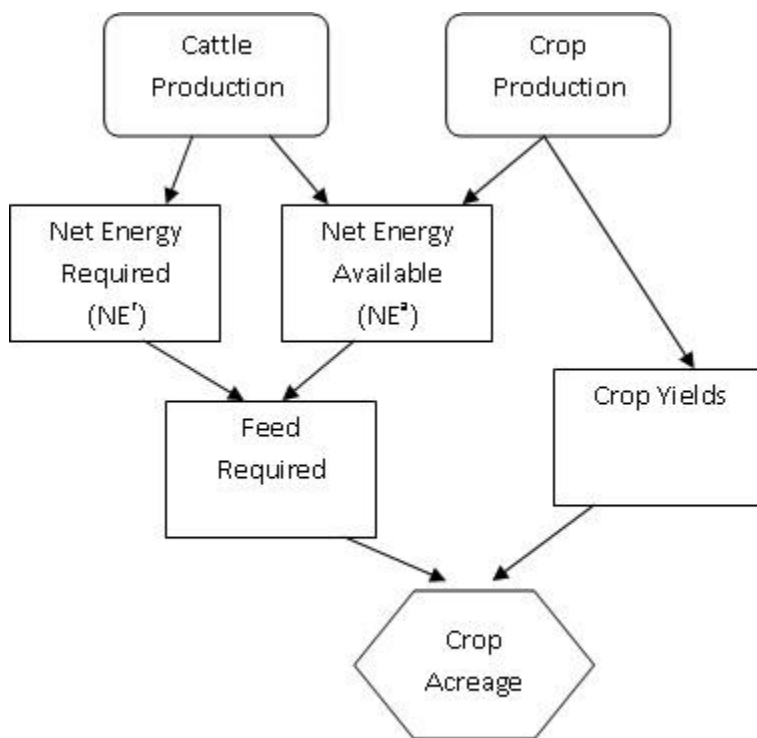 Cattle
Production
Crop
Production
Net Energy
Required
(NEʳ)
Net Energy
Available
(NEᵃ)
Crop Yields
Feed
Required
Crop
Acreage